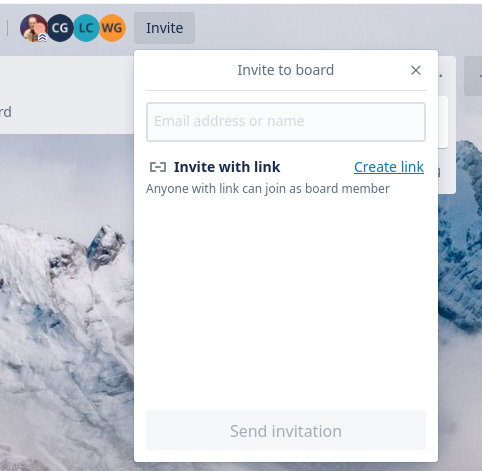 CG LC WG Invite
Invite to board
rd
Email address or name
Invite with link Create link
Anyone with link can join as board member
Send invitation